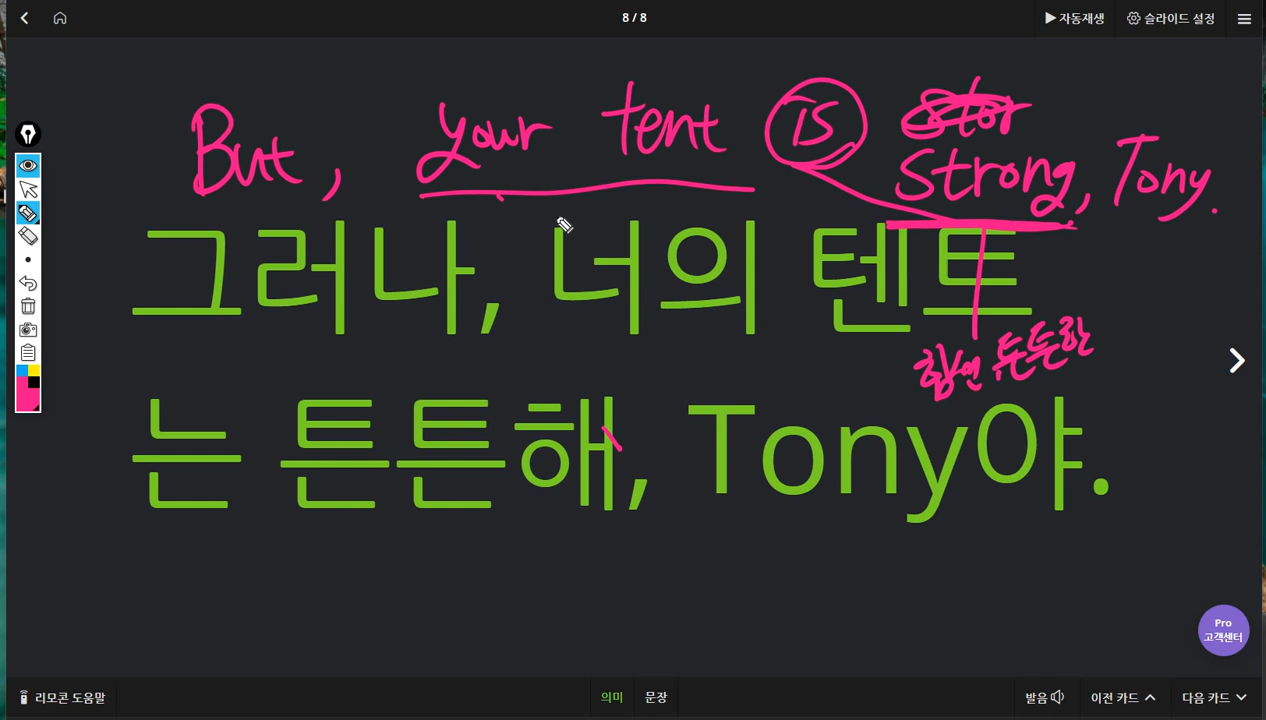 8 / 8
▶ 자동재생
슬라이드 설정
But, your tent is strong, Tony.
그러나, 너의 텐트
힘센 튼튼한
는 튼튼해, Tony야.
Pro
고객센터
리모콘 도움말
의미
문장
발음
이전 카드
다음 카드